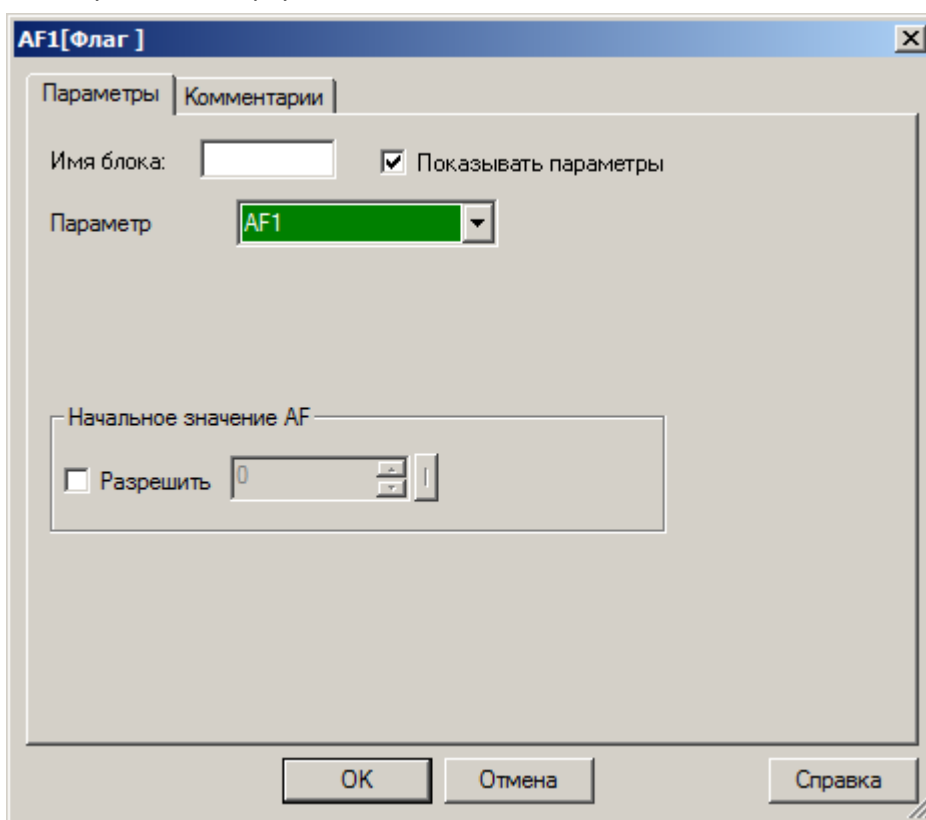 AF1[Флаг ]
Параметры Комментарии
Имя блока: Показывать параметры
Параметр AF1
Начальное значение AF
Разрешить 0
OK Отмена Справка